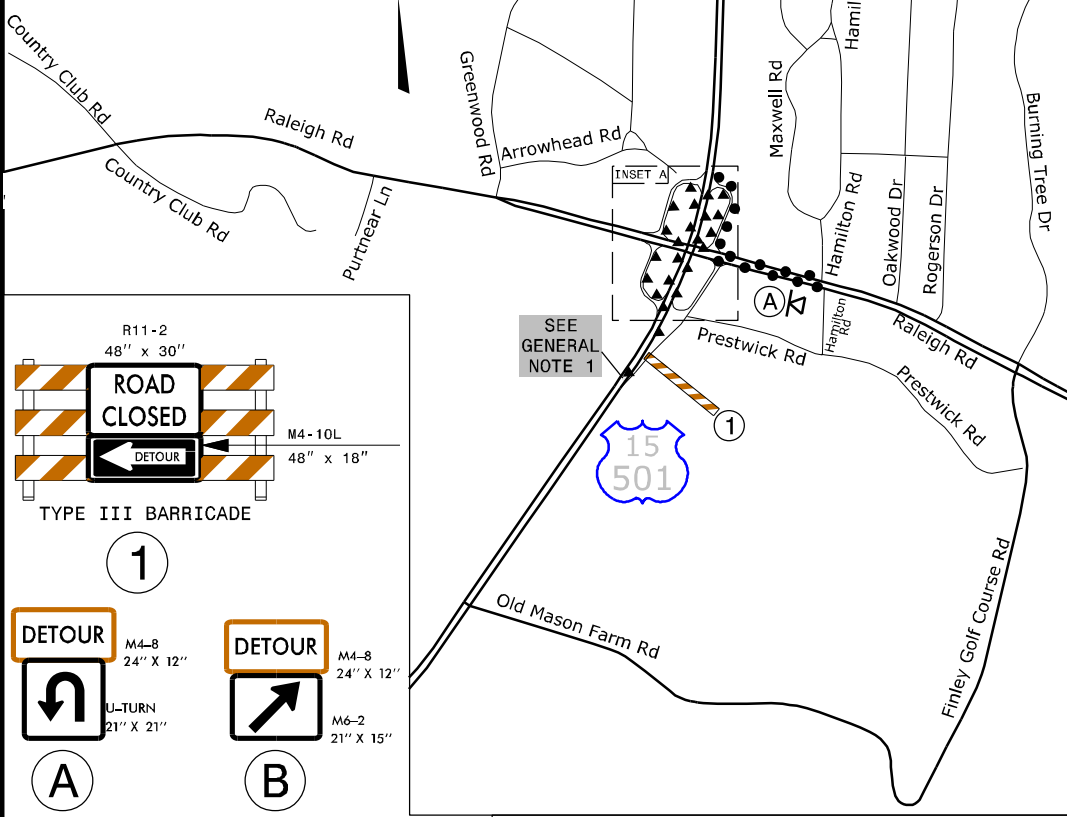 Country Club Rd
Raleigh Rd
Country Club Rd
Purtnear Ln
Greenwood Rd
Arrowhead Rd
INSET A
Maxwell Rd
Hamil
Hamilton Rd
Oakwood Dr
Rogerson Dr
Burning Tree Dr
A
Hamilton
Rd
Raleigh Rd
Prestwick Rd
Prestwick Rd
SEE
GENERAL
NOTE 1
1
15
501
Old Mason Farm Rd
Finley Golf Course Rd
R11-2
48" x 30"
ROAD
CLOSED
DETOUR
M4-10L
48" x 18"
TYPE III BARRICADE
1
DETOUR
M4-8
24" X 12"
U-TURN
21" X 21"
A
DETOUR
M4-8
24" X 12"
M6-2
21" X 15"
B